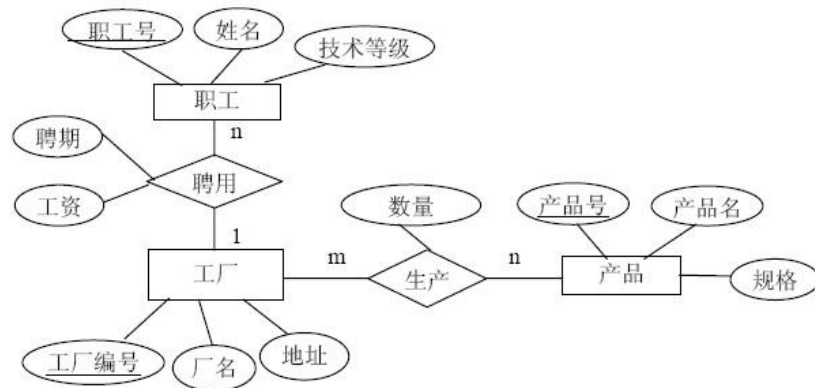 职工号
姓名
技术等级
职工
n
聘期
聘用
工资
1
工厂
m
数量
生产
n
产品号
产品名
产品
规格
工厂编号
厂名
地址